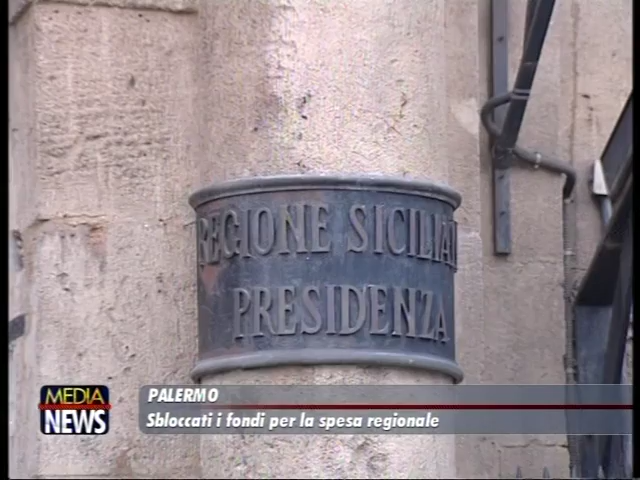 REGIONE SICILIA
PRESIDENZA
MEDIA
NEWS
PALERMO
Sbloccati i fondi per la spesa regionale